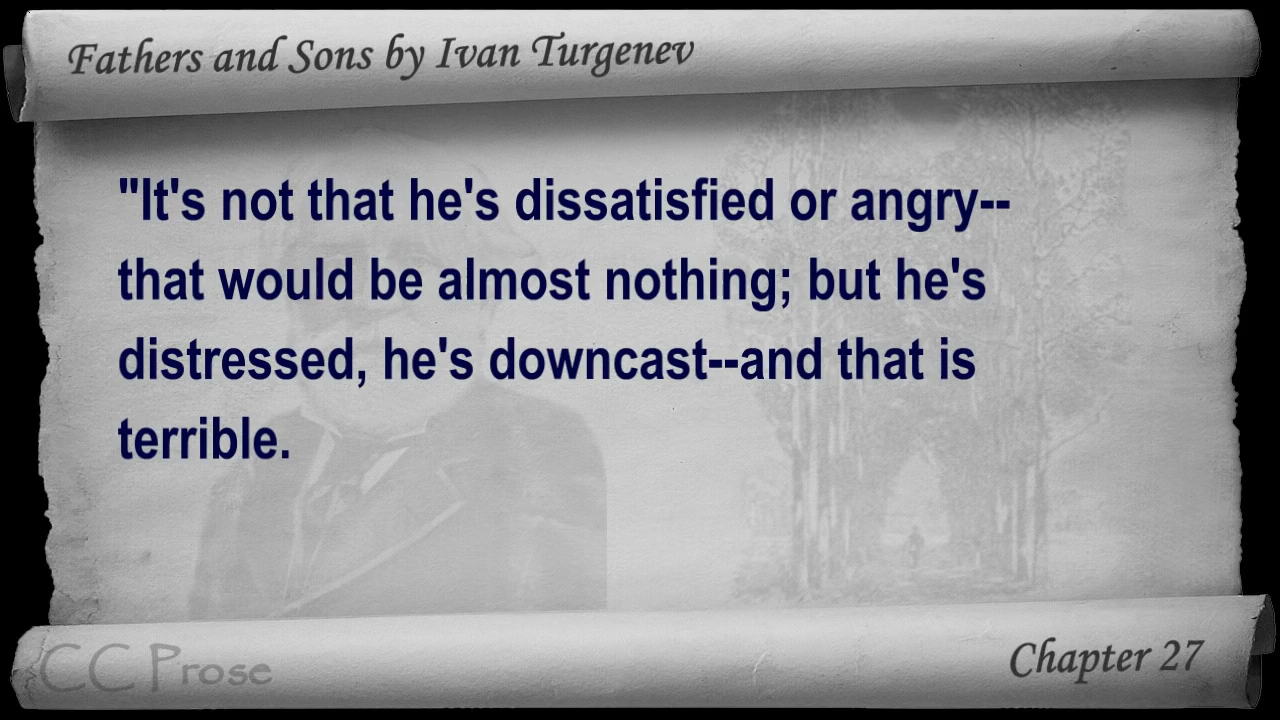 Fathers and Sons by Ivan Turgenev
"It's not that he's dissatisfied or angry--
that would be almost nothing; but he's
distressed, he's downcast--and that is
terrible.
CC Prose
Chapter 27